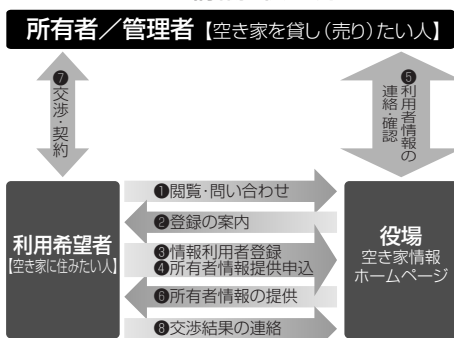 所有者／管理者【空き家を貸し（売り）たい人】
❼交渉・契約
❺利用者情報の
連絡・確認
❶閲覧・問い合わせ
❷登録の案内
❸情報利用者登録
❹所有者情報提供申込
❻所有者情報の提供
❽交渉結果の連絡
利用希望者
【空き家に住みたい人】
役場
空き家情報
ホームページ